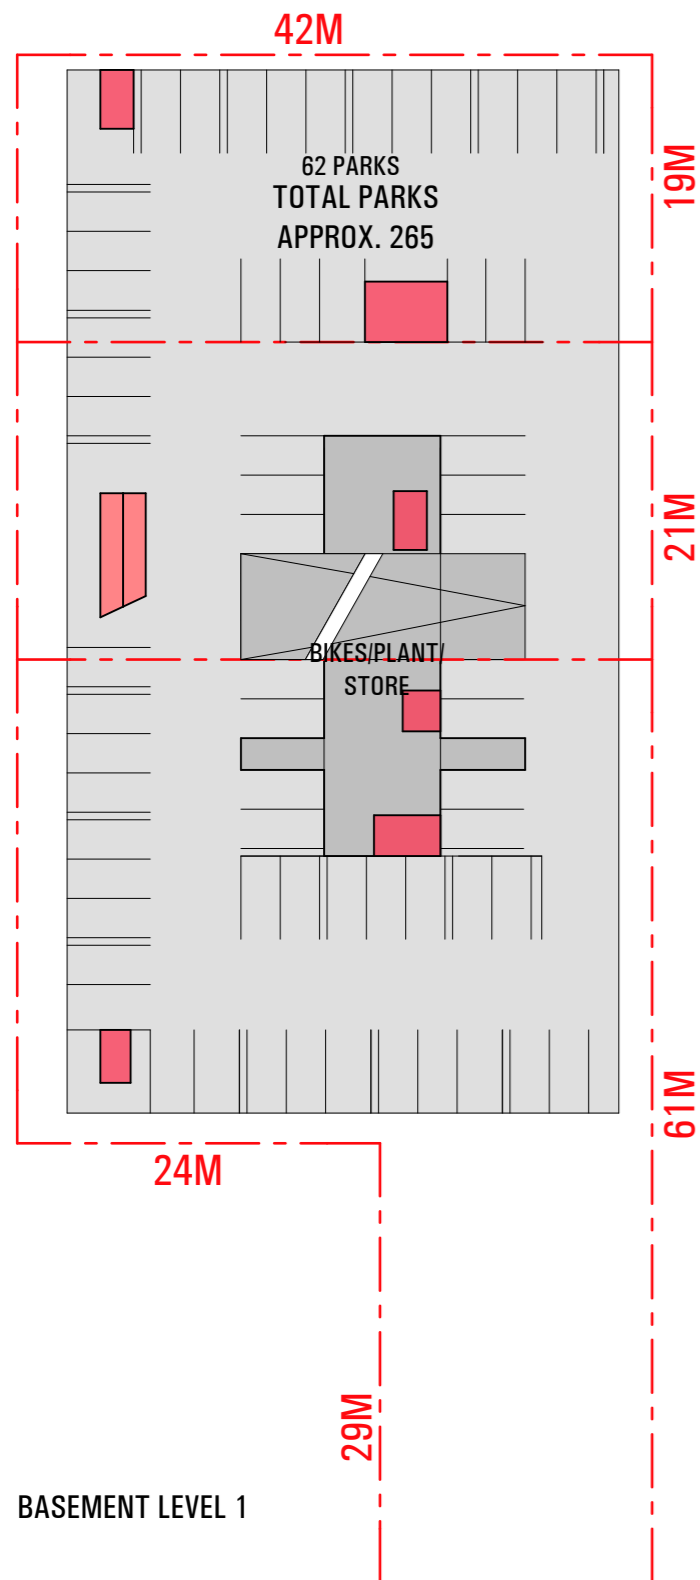 42M
19M
62 PARKS
TOTAL PARKS
APPROX. 265
21M
BIKES/PLANT/
STORE
61M
24M
29M
BASEMENT LEVEL 1